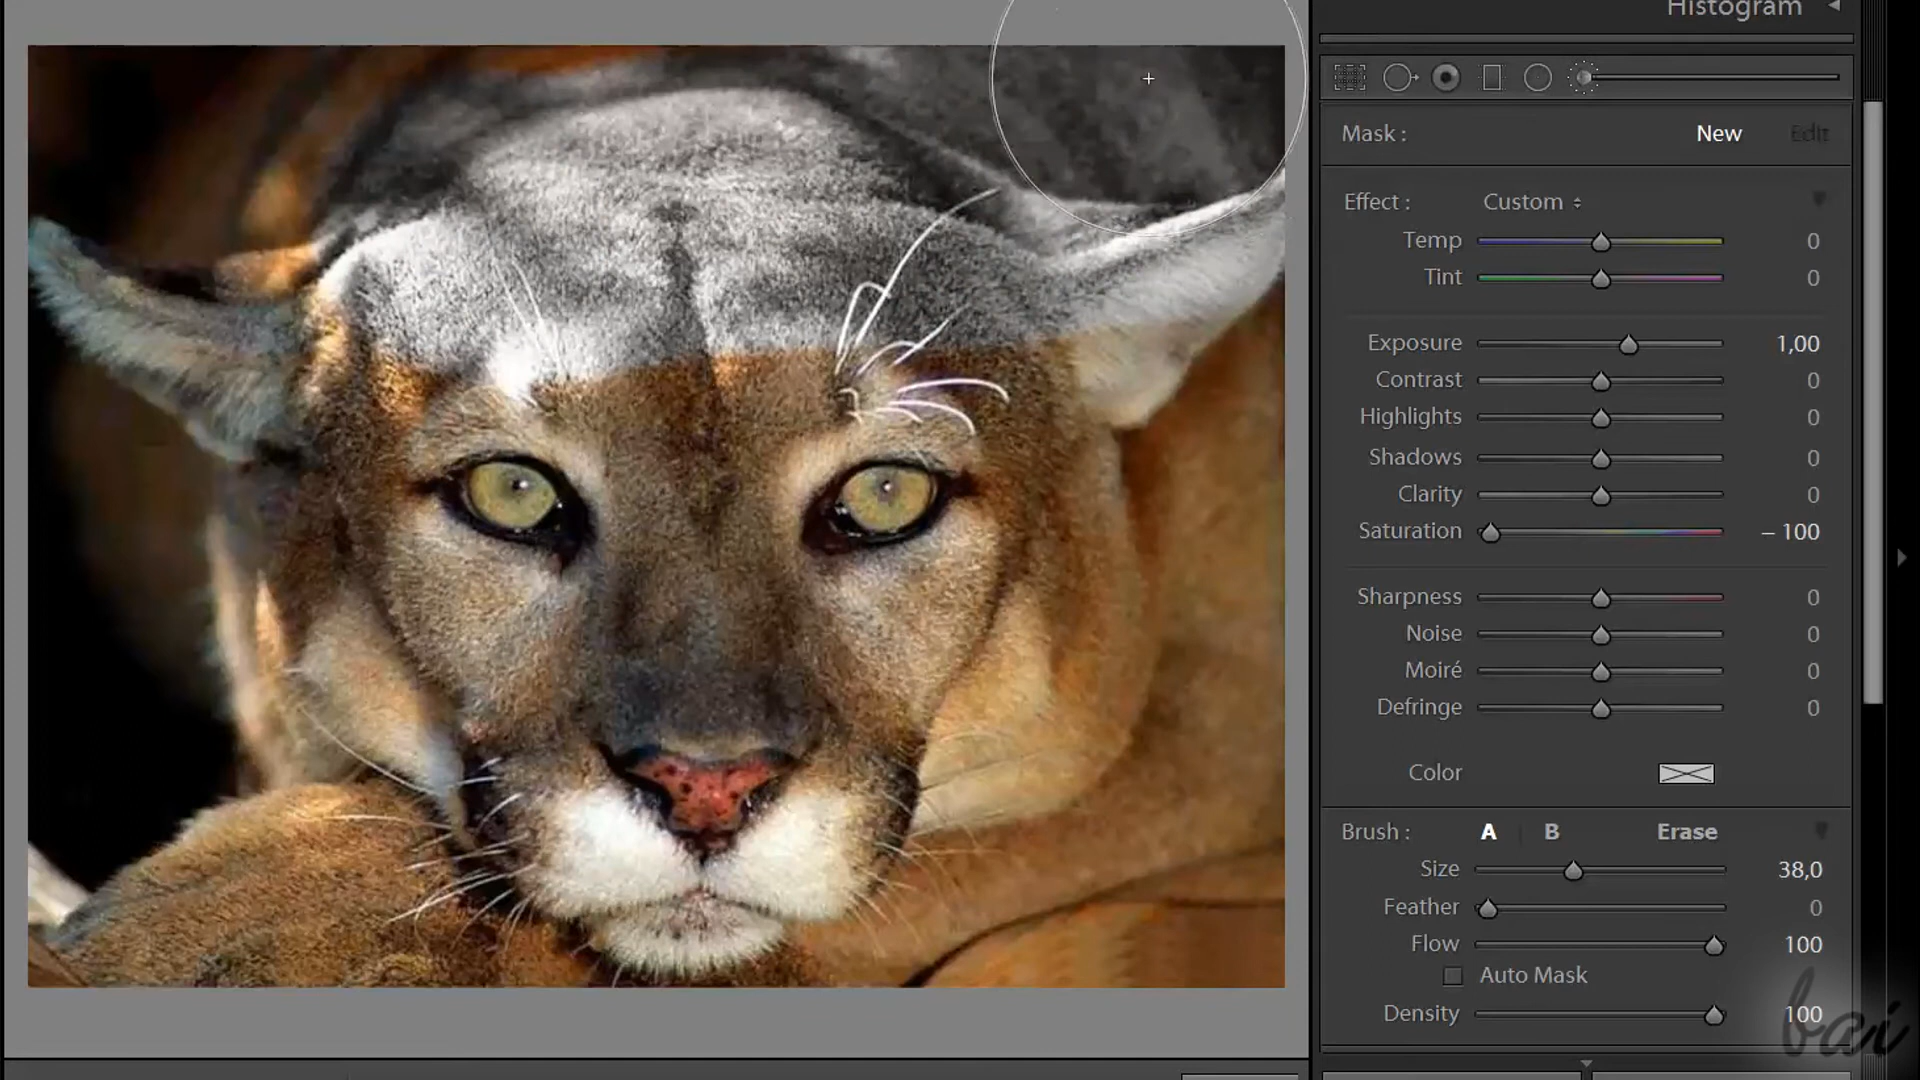 Histogram
Mask : New Edit
Effect : Custom
Temp 0
Tint 0
Exposure 1,00
Contrast 0
Highlights 0
Shadows 0
Clarity 0
Saturation – 100
Sharpness 0
Noise 0
Moiré 0
Defringe 0
Color
Brush : A B Erase
Size 38,0
Feather 0
Flow 100
Auto Mask
Density 100
bai